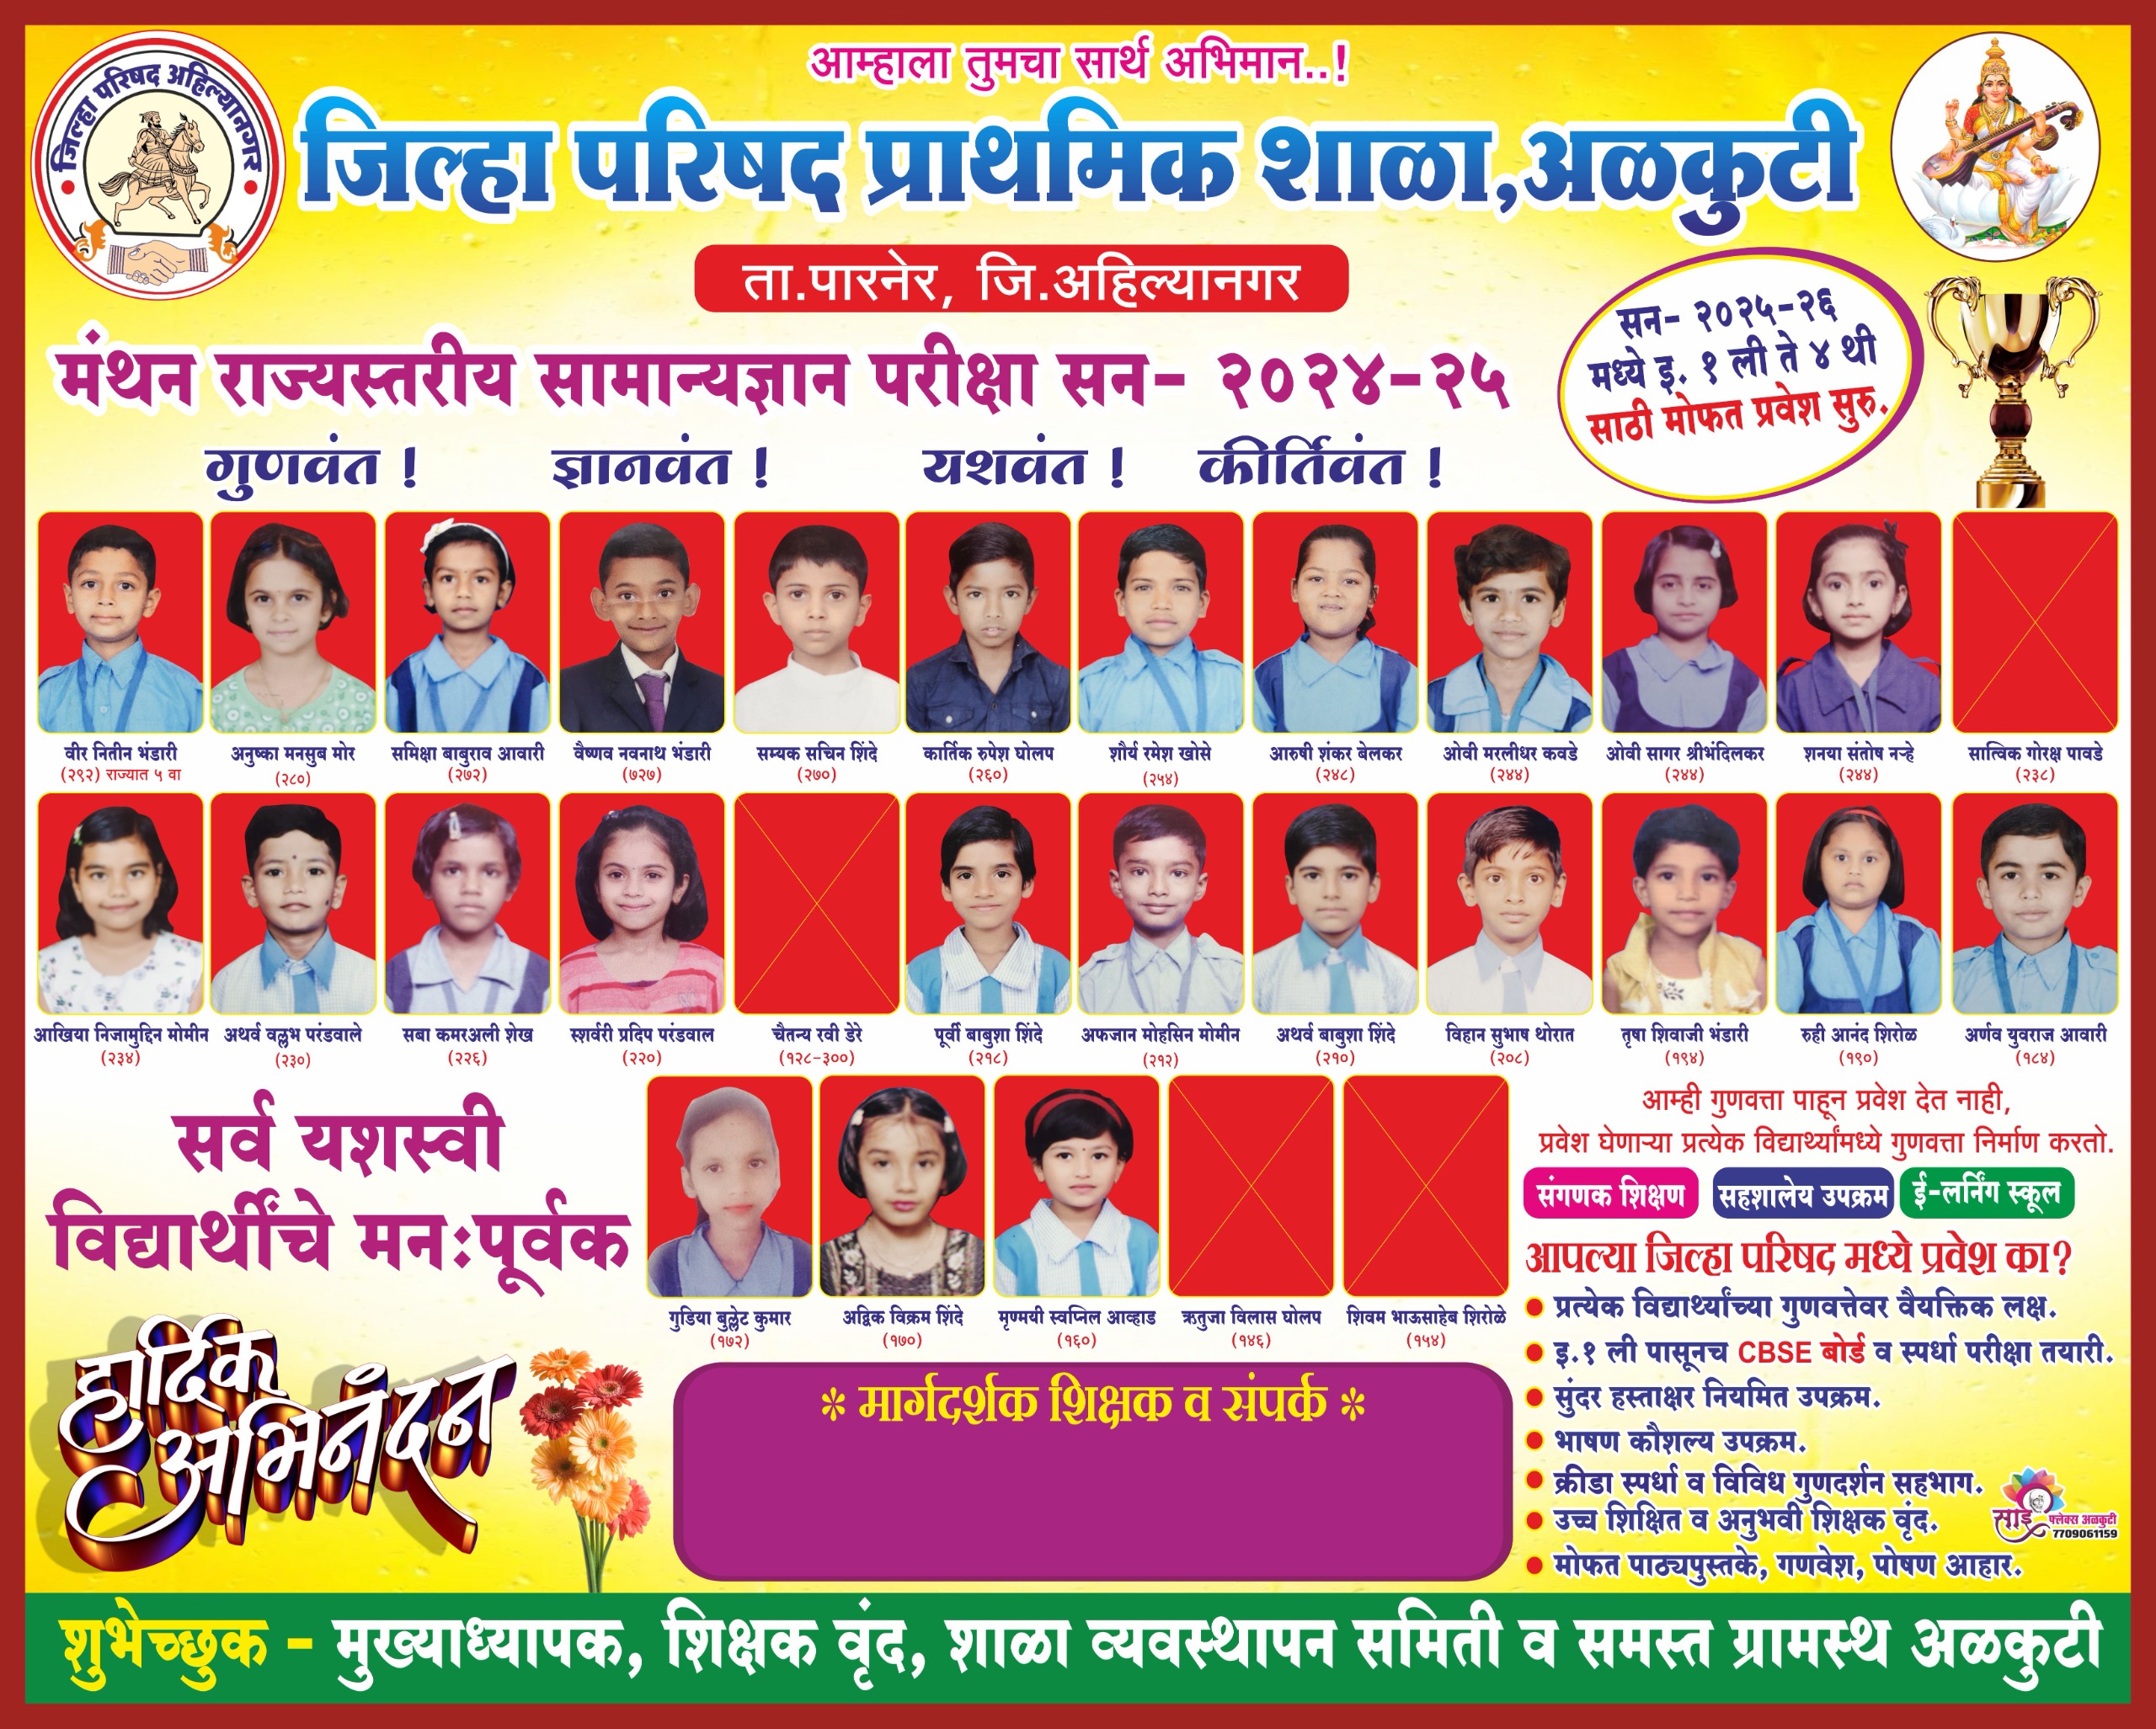 आम्हाला तुमचा सार्थ अभिमान..!
जिल्हा परिषद अहिल्यानगर
जिल्हा परिषद प्राथमिक शाळा,अळकुटी
ता.पारनेर, जि.अहिल्यानगर
सन- २०२५-२६
मध्ये इ. १ ली ते ४ थी
साठी मोफत प्रवेश सुरु.
मंथन राज्यस्तरीय सामान्यज्ञान परीक्षा सन- २०२४-२५
गुणवंत ! ज्ञानवंत ! यशवंत ! कीर्तिवंत !
वीर नितीन भंडारी अनुष्का मनसुब मोर समिक्षा बाबुराव आवारी वैष्णव नवनाथ भंडारी सम्यक सचिन शिंदे कार्तिक रुपेश घोलप शौर्य रमेश खोसे आरुषी शंकर बेलकर ओवी मरलीधर कवडे ओवी सागर श्रीभंदिलकर शनया संतोष नऱ्हे सात्विक गोरक्ष पावडे
(२९२) राज्यात ५ वा (२८०) (२७२) (७२७) (२७०) (२६०) (२५४) (२४८) (२४४) (२४४) (२४४) (२३८)
आखिया निजामुद्दिन मोमीन अथर्व वल्लभ परंडवाले सबा कमरअली शेख स्शर्वरी प्रदिप परंडवाल चैतन्य रवी डेरे पूर्वी बाबुशा शिंदे अफजान मोहसिन मोमीन अथर्व बाबुशा शिंदे विहान सुभाष थोरात तृषा शिवाजी भंडारी रुही आनंद शिरोळ अर्णव युवराज आवारी
(२३४) (२३०) (२२६) (२२०) (१२८-३००) (२१८) (२१२) (२१०) (२०८) (१९४) (१९०) (१८४)
सर्व यशस्वी
विद्यार्थींचे मनःपूर्वक
हार्दिक
अभिनंदन
गुडिया बुल्लेट कुमार अद्विक विक्रम शिंदे मृण्मयी स्वप्निल आव्हाड ऋतुजा विलास घोलप शिवम भाऊसाहेब शिरोळे
(१७२) (१७०) (१६०) (१४६) (१५४)
* मार्गदर्शक शिक्षक व संपर्क *
आम्ही गुणवत्ता पाहून प्रवेश देत नाही,
प्रवेश घेणाऱ्या प्रत्येक विद्यार्थ्यांमध्ये गुणवत्ता निर्माण करतो.
संगणक शिक्षण सहशालेय उपक्रम ई-लर्निंग स्कूल
आपल्या जिल्हा परिषद मध्ये प्रवेश का?
• प्रत्येक विद्यार्थ्यांच्या गुणवत्तेवर वैयक्तिक लक्ष.
• इ.१ ली पासूनच CBSE बोर्ड व स्पर्धा परीक्षा तयारी.
• सुंदर हस्ताक्षर नियमित उपक्रम.
• भाषण कौशल्य उपक्रम.
• क्रीडा स्पर्धा व विविध गुणदर्शन सहभाग.
• उच्च शिक्षित व अनुभवी शिक्षक वृंद.
• मोफत पाठ्यपुस्तके, गणवेश, पोषण आहार.
साई फ्लेक्स अळकुटी
7709061159
शुभेच्छुक - मुख्याध्यापक, शिक्षक वृंद, शाळा व्यवस्थापन समिती व समस्त ग्रामस्थ अळकुटी